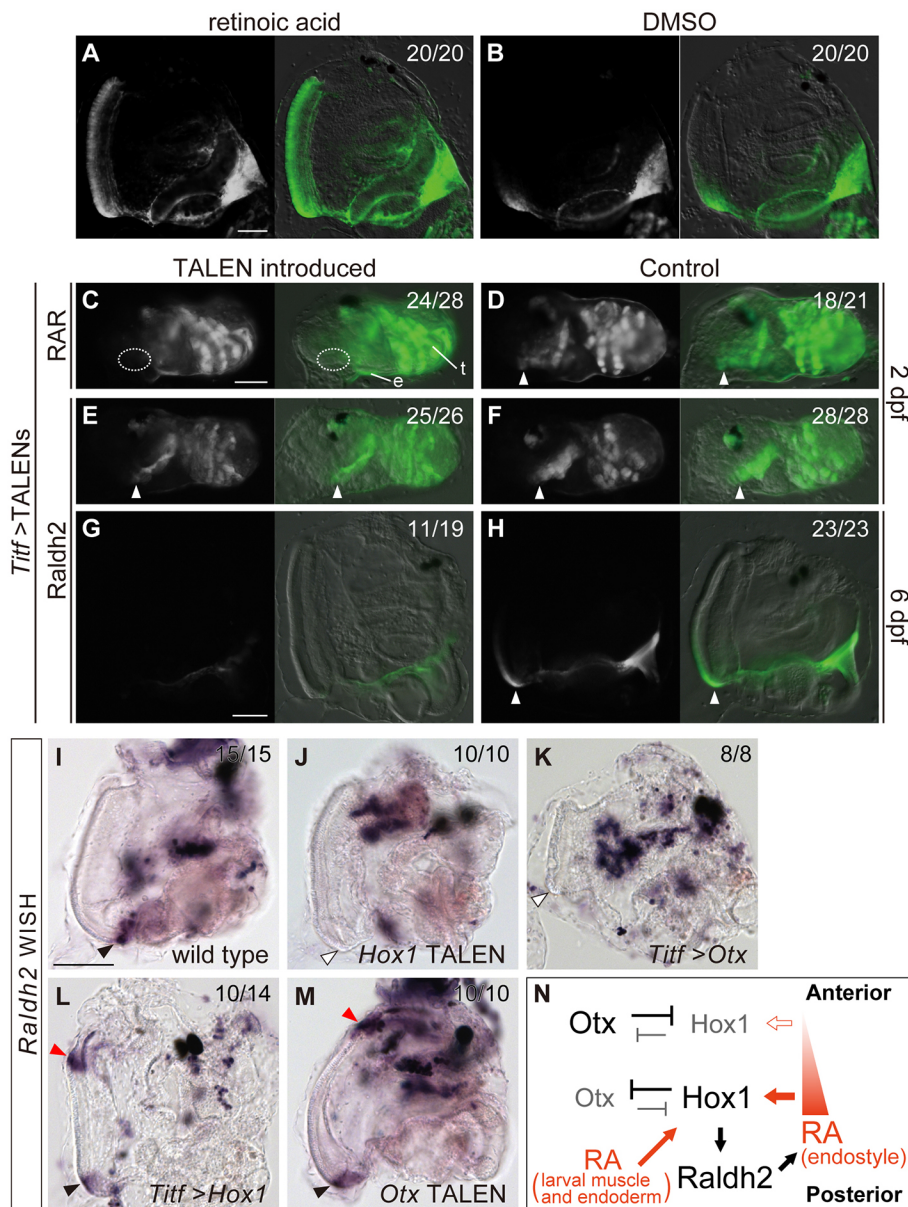 retinoic acid
DMSO
A
20/20
B
20/20
TALEN introduced
Control
Titf >TALENs
RAR
Raldh2
C
24/28
t
e
D
18/21
2 dpf
E
25/26
F
28/28
G
11/19
H
23/23
6 dpf
Raldh2 WISH
I
15/15
wild type
J
10/10
Hox1 TALEN
K
8/8
Titf >Otx
L
10/14
Titf >Hox1
M
10/10
Otx TALEN
N
Anterior
Otx
Hox1
Otx
Hox1
RA
(larval muscle
and endoderm)
Raldh2
RA
(endostyle)
Posterior